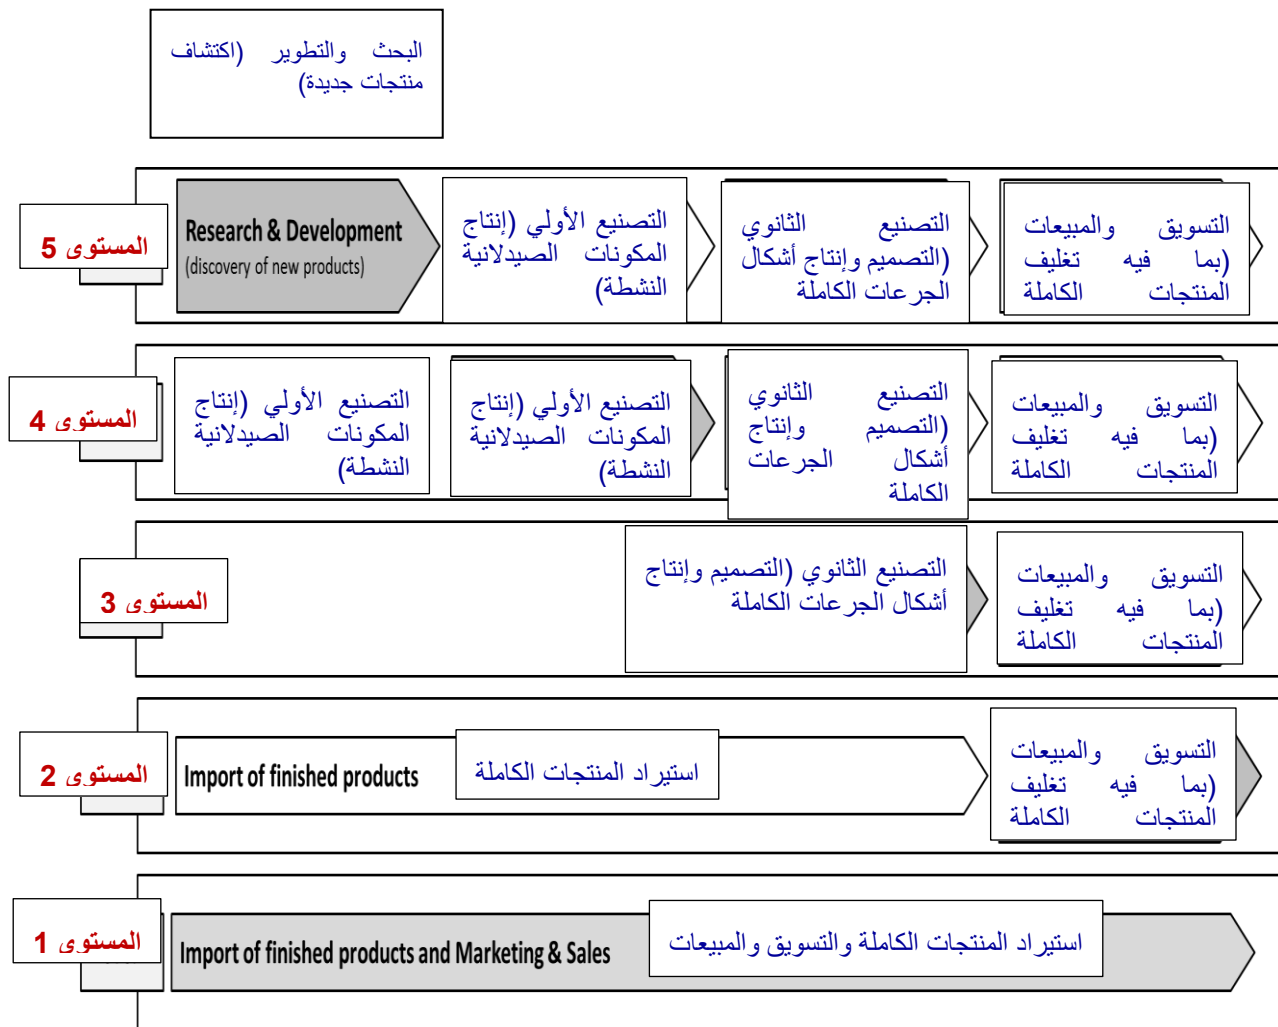 البحث والتطوير (اكتشاف
منتجات جديدة)
المستوى 5
Research & Development
(discovery of new products)
التصنيع الأولي (إنتاج
المكونات الصيدلانية
النشطة)
التصنيع الثانوي
(التصميم وإنتاج أشكال
الجرعات الكاملة
التسويق والمبيعات
(بما فيه تغليف
المنتجات الكاملة
المستوى 4
التصنيع الأولي (إنتاج
المكونات الصيدلانية
النشطة)
التصنيع الأولي (إنتاج
المكونات الصيدلانية
النشطة)
التصنيع الثانوي
(التصميم وإنتاج
أشكال الجرعات
الكاملة
التسويق والمبيعات
(بما فيه تغليف
المنتجات الكاملة
المستوى 3
التصنيع الثانوي (التصميم وإنتاج
أشكال الجرعات الكاملة
التسويق والمبيعات
(بما فيه تغليف
المنتجات الكاملة
المستوى 2
Import of finished products
استيراد المنتجات الكاملة
التسويق والمبيعات
(بما فيه تغليف
المنتجات الكاملة
المستوى 1
Import of finished products and Marketing & Sales
استيراد المنتجات الكاملة والتسويق والمبيعات